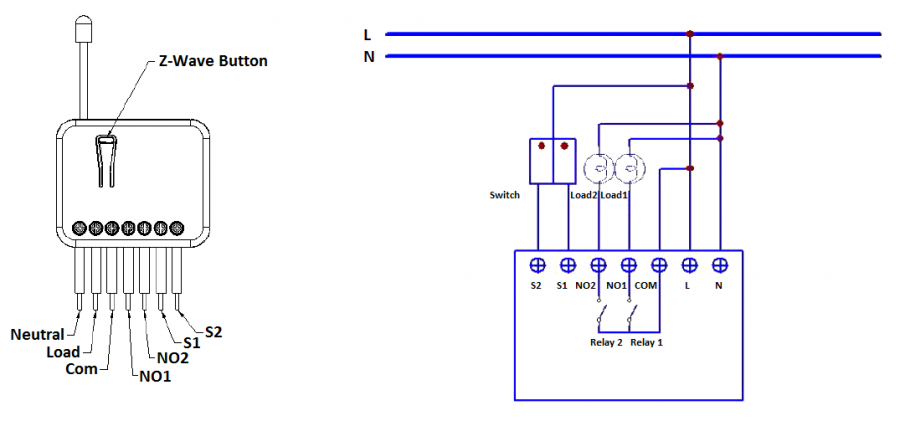 Z-Wave Button
Neutral
Load
Com
NO1
NO2
S1
S2
L
N
Switch
Load2 Load1
S2 S1 NO2 NO1 COM L N
Relay 2 Relay 1